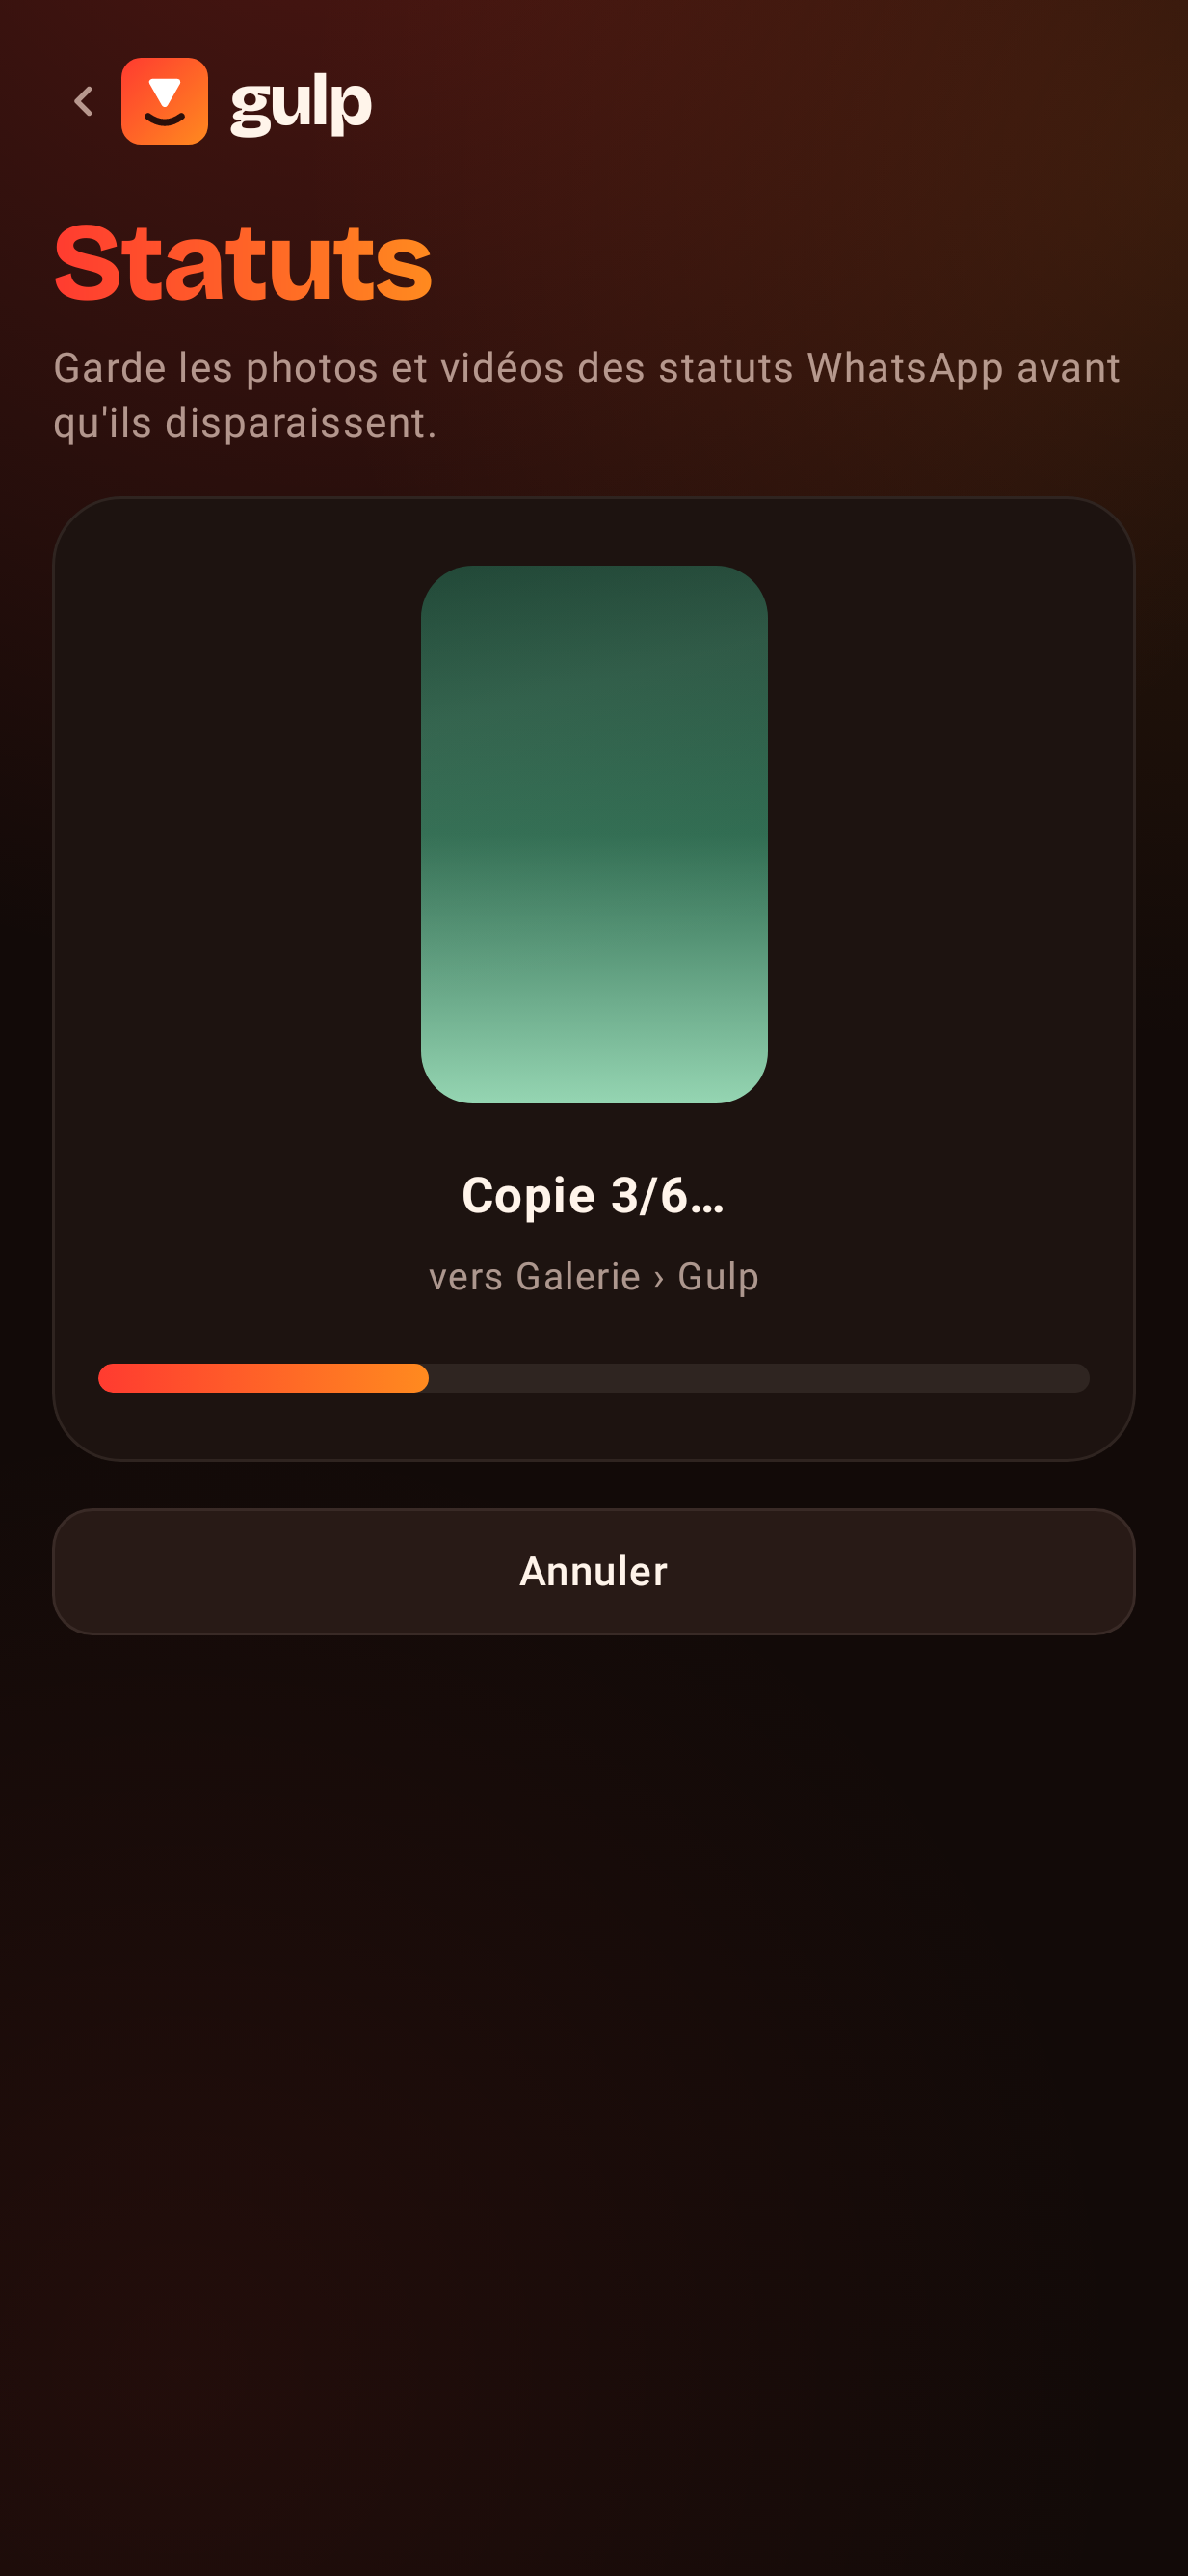 gulp
Statuts
Garde les photos et vidéos des statuts WhatsApp avant
qu'ils disparaissent.
Copie 3/6…
vers Galerie › Gulp
Annuler